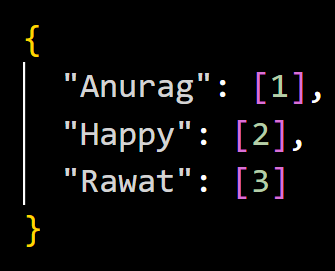 {
"Anurag": [1],
"Happy": [2],
"Rawat": [3]
}